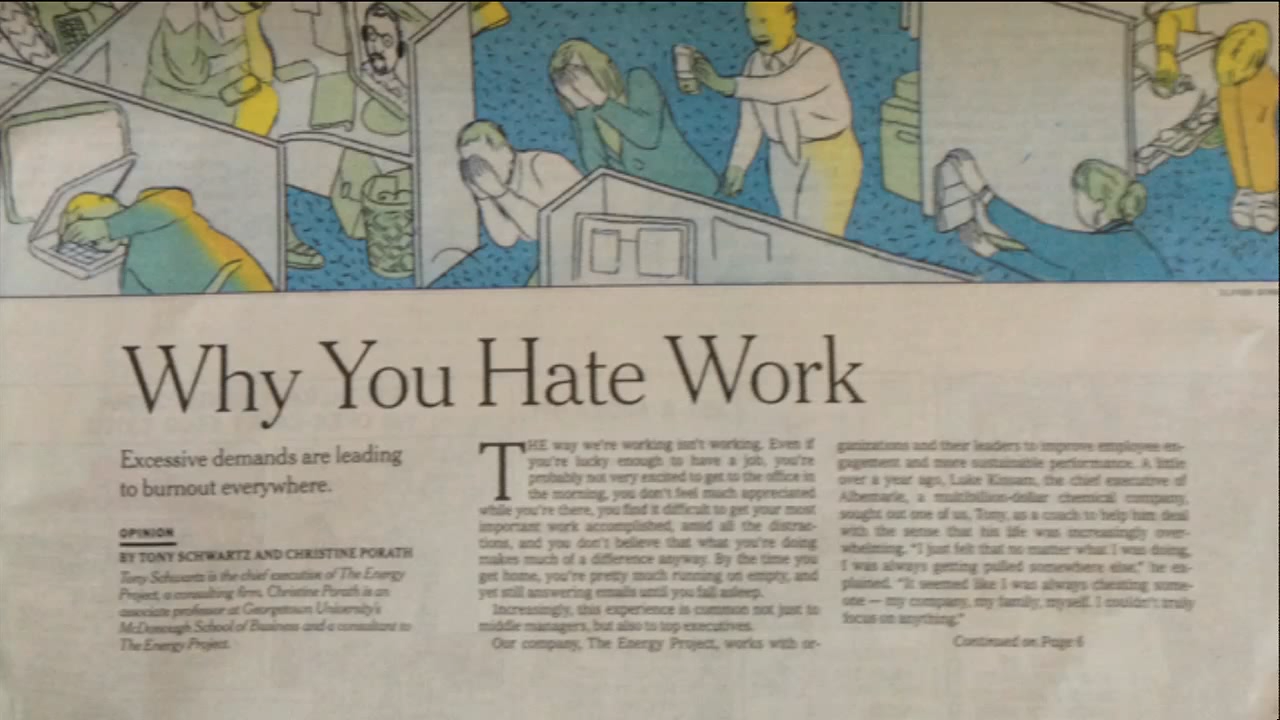 Why You Hate Work
Excessive demands are leading
to burnout everywhere.
OPINION
BY TONY SCHWARTZ AND CHRISTINE PORATH
Tony Schwartz is the chief executive of The Energy
Project, a consulting firm. Christine Porath is an
associate professor at Georgetown University's
McDonough School of Business and a consultant to
The Energy Project.
THE way we're working isn't working. Even if
you're lucky enough to have a job, you're
probably not very excited to get to the office in
the morning, you don't feel much appreciated
while you're there, you find it difficult to get your most
important work accomplished, amid all the distrac-
tions, and you don't believe that what you're doing
makes much of a difference anyway. By the time you
get home, you're pretty much running on empty, and
yet still answering emails until you fall asleep.
Increasingly, this experience is common not just to
middle managers, but also to top executives.
Our company, The Energy Project, works with or-
ganizations and their leaders to improve employee en-
gagement and more sustainable performance. A little
over a year ago, Luke Kissam, the chief executive of
Albemarle, a multibillion-dollar chemical company,
sought out one of us, Tony, as a coach to help him deal
with the sense that his life was increasingly over-
whelming. "I just felt that no matter what I was doing,
I was always getting pulled somewhere else," he ex-
plained. "It seemed like I was always cheating some-
one — my company, my family, myself. I couldn't truly
focus on anything."
Continued on Page 6